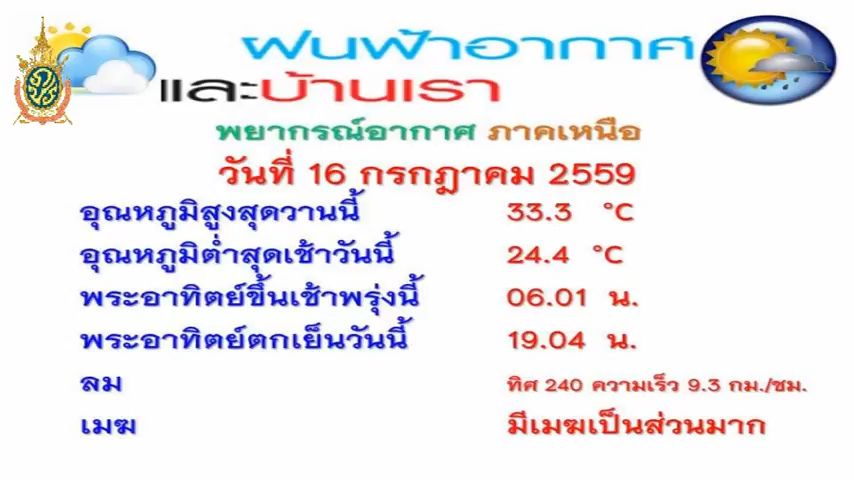 ฝนฟ้าอากาศ
และบ้านเรา
พยากรณ์อากาศ ภาคเหนือ
วันที่ 16 กรกฎาคม 2559
อุณหภูมิสูงสุดวานนี้ 33.3 °C
อุณหภูมิต่ำสุดเช้าวันนี้ 24.4 °C
พระอาทิตย์ขึ้นเช้าพรุ่งนี้ 06.01 น.
พระอาทิตย์ตกเย็นวันนี้ 19.04 น.
ลม ทิศ 240 ความเร็ว 9.3 กม./ชม.
เมฆ มีเมฆเป็นส่วนมาก